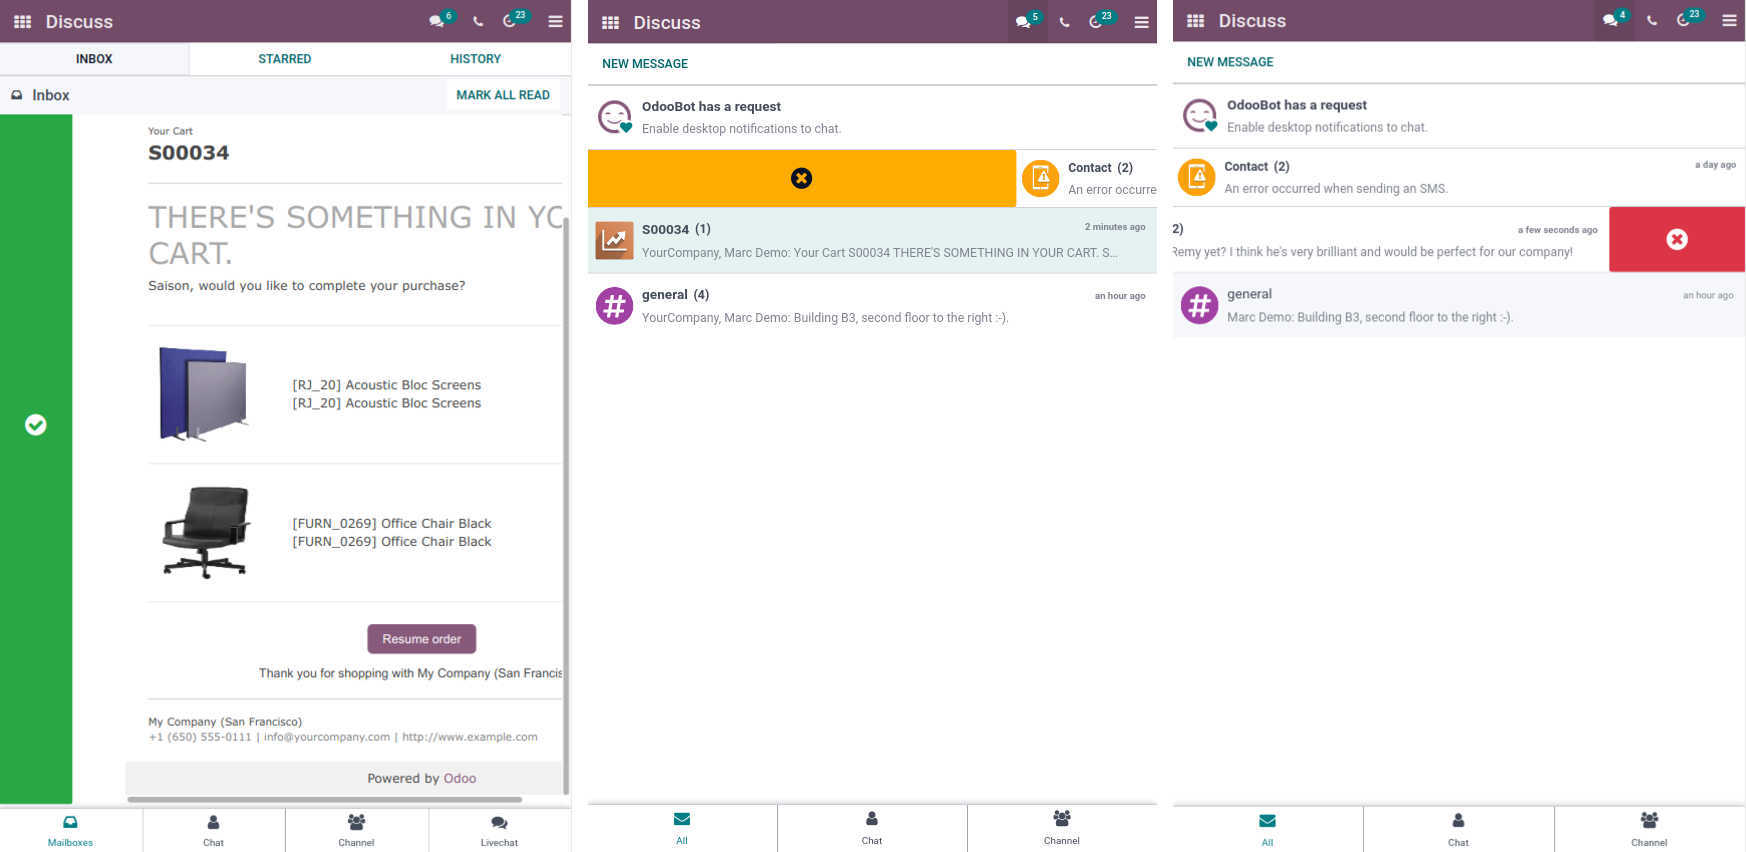 Discuss
6
23
INBOX
STARRED
HISTORY
Inbox
MARK ALL READ
Your Cart
S00034
THERE'S SOMETHING IN YO
CART.
Saison, would you like to complete your purchase?
[RJ_20] Acoustic Bloc Screens
[RJ_20] Acoustic Bloc Screens
[FURN_0269] Office Chair Black
[FURN_0269] Office Chair Black
Resume order
Thank you for shopping with My Company (San Francis
My Company (San Francisco)
+1 (650) 555-0111 | info@yourcompany.com | http://www.example.com
Powered by Odoo
Mailboxes
Chat
Channel
Livechat
Discuss
5
23
NEW MESSAGE
OdooBot has a request
Enable desktop notifications to chat.
Contact (2)
An error occurre
S00034 (1)
2 minutes ago
YourCompany, Marc Demo: Your Cart S00034 THERE'S SOMETHING IN YOUR CART. S...
general (4)
an hour ago
YourCompany, Marc Demo: Building B3, second floor to the right :-).
All
Chat
Channel
Discuss
4
23
NEW MESSAGE
OdooBot has a request
Enable desktop notifications to chat.
Contact (2)
a day ago
An error occurred when sending an SMS.
2)
a few seconds ago
Remy yet? I think he's very brilliant and would be perfect for our company!
general
an hour ago
Marc Demo: Building B3, second floor to the right :-).
All
Chat
Channel